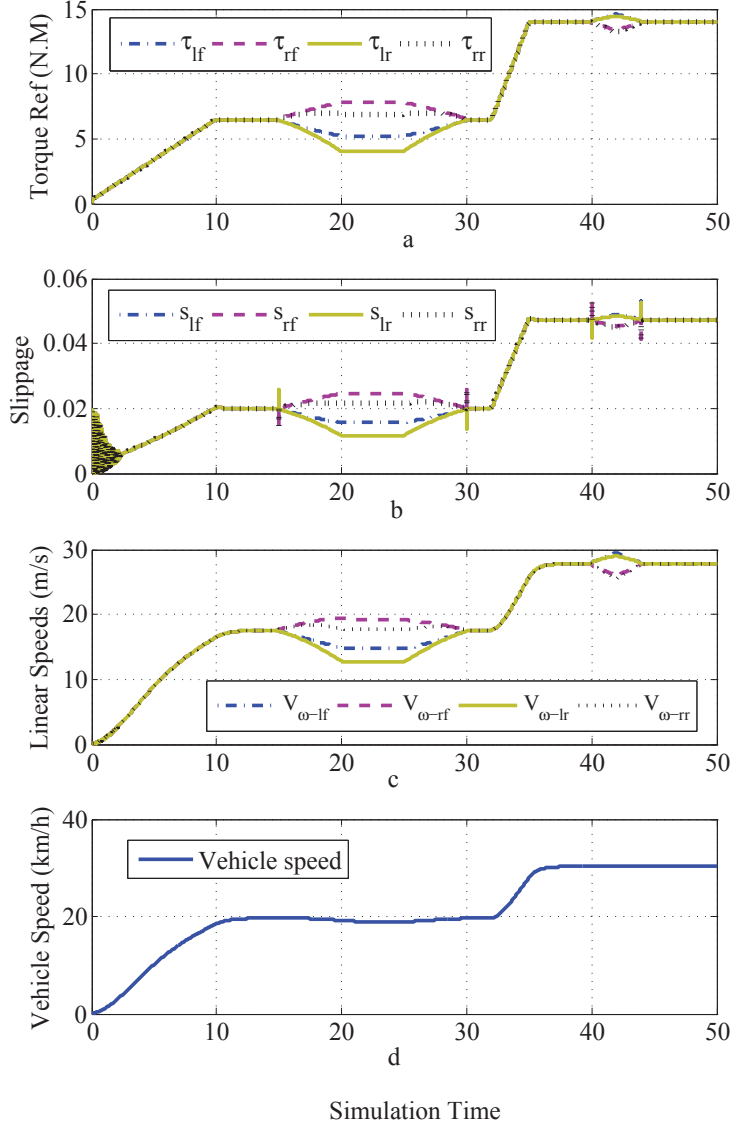 15
10
5
0
Torque Ref (N.M)
τlf τrf τlr τrr
0 10 20 30 40 50
a
0.06
0.04
0.02
0
Slippage
slf srf slr srr
0 10 20 30 40 50
b
30
20
10
0
Linear Speeds (m/s)
Vω−lf Vω−rf Vω−lr Vω−rr
0 10 20 30 40 50
c
40
20
0
Vehicle Speed (km/h)
Vehicle speed
0 10 20 30 40 50
d
Simulation Time